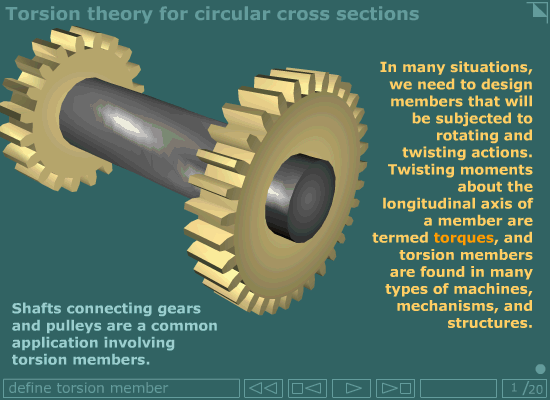 Torsion theory for circular cross sections
In many situations,
we need to design
members that will
be subjected to
rotating and
twisting actions.
Twisting moments
about the
longitudinal axis of
a member are
termed torques, and
torsion members
are found in many
types of machines,
mechanisms, and
structures.
Shafts connecting gears
and pulleys are a common
application involving
torsion members.
define torsion member
1 /20